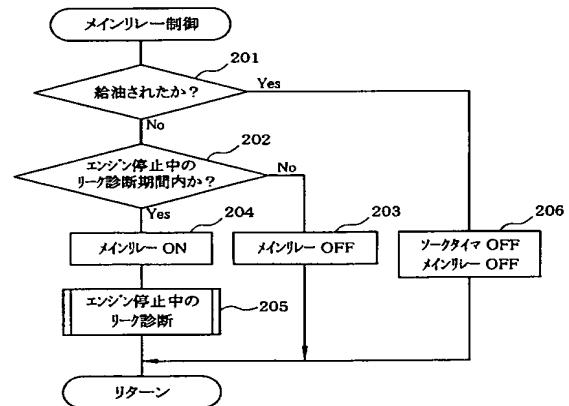 メインリレー制御
201
給油されたか？
Yes
No
202
エンジン停止中の
リーク診断期間内か？
No
Yes
204
メインリレー ON
203
メインリレー OFF
206
ソークタイマ OFF
メインリレー OFF
エンジン停止中の
リーク診断
205
リターン